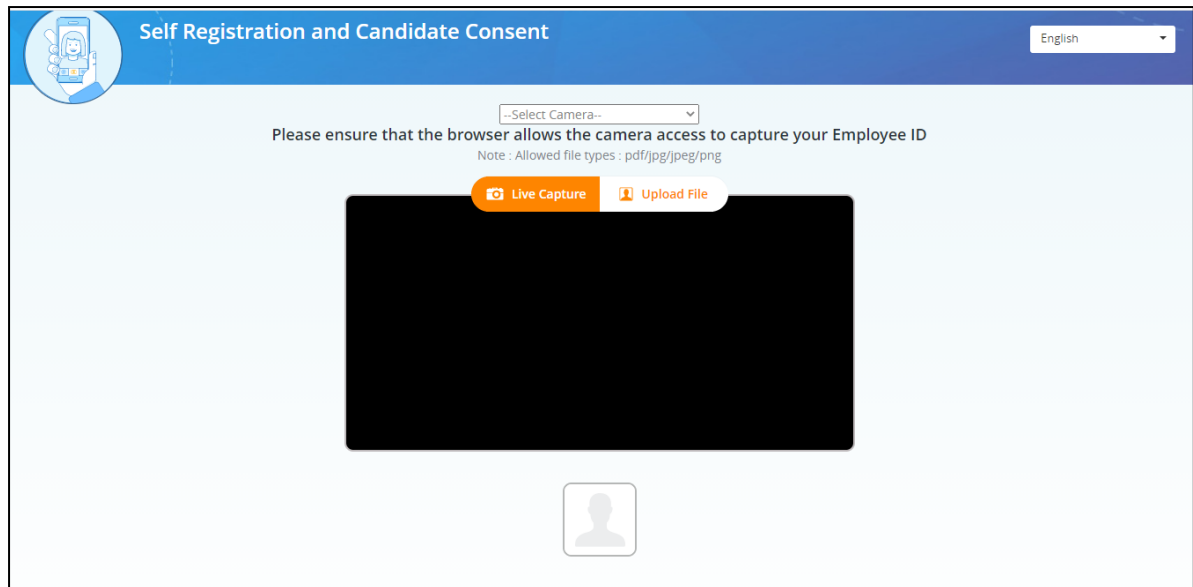 Self Registration and Candidate Consent
English
--Select Camera--
Please ensure that the browser allows the camera access to capture your Employee ID
Note : Allowed file types : pdf/jpg/jpeg/png
Live Capture
Upload File